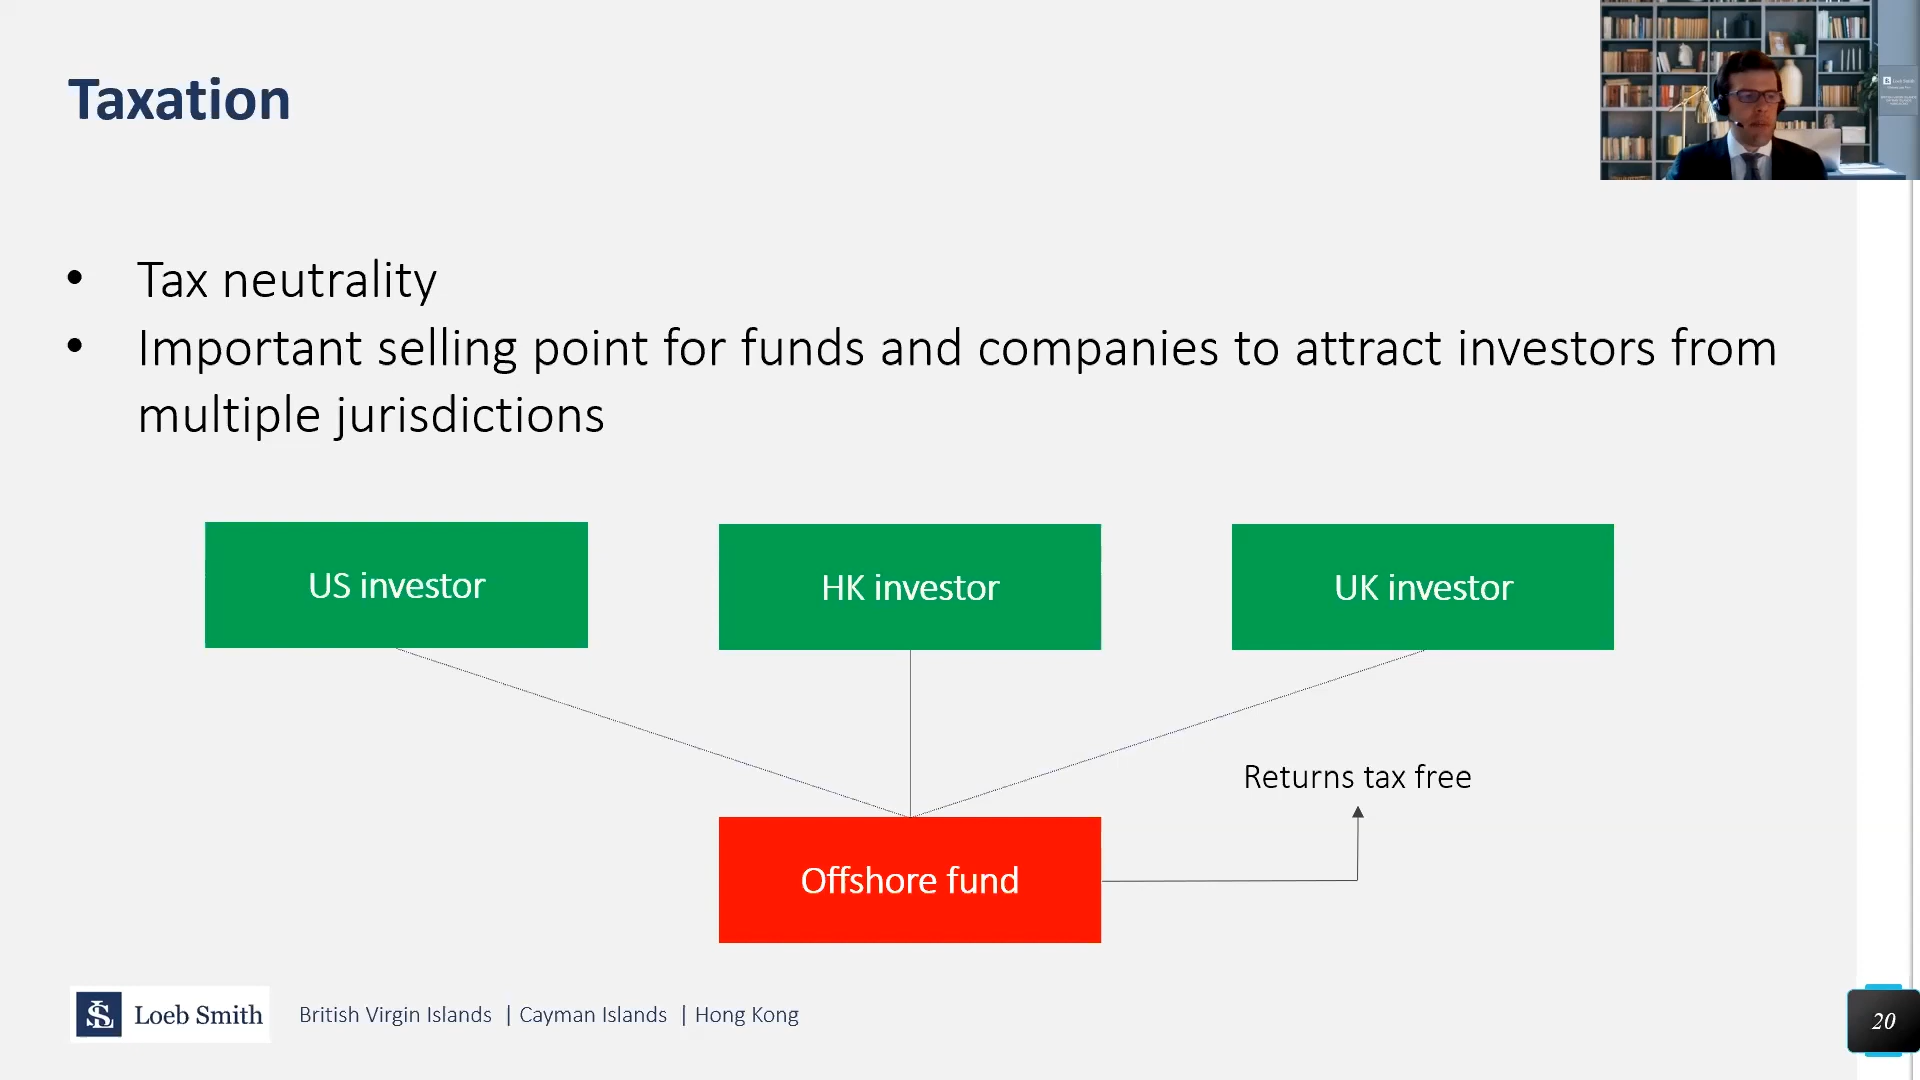 Taxation
• Tax neutrality
• Important selling point for funds and companies to attract investors from
multiple jurisdictions
US investor
HK investor
UK investor
Returns tax free
Offshore fund
LS Loeb Smith
British Virgin Islands | Cayman Islands | Hong Kong
20